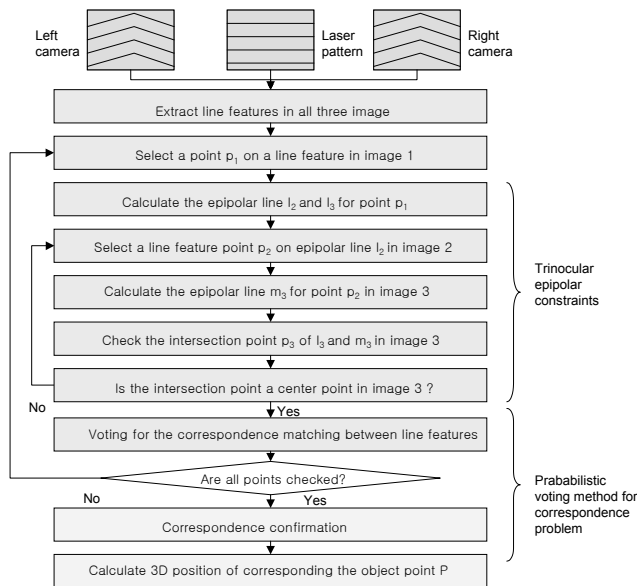 Left
camera
Laser
pattern
Right
camera
Extract line features in all three image
Select a point p₁ on a line feature in image 1
Calculate the epipolar line l₂ and l₃ for point p₁
Select a line feature point p₂ on epipolar line l₂ in image 2
Calculate the epipolar line m₃ for point p₂ in image 3
Check the intersection point p₃ of l₃ and m₃ in image 3
Is the intersection point a center point in image 3 ?
Trinocular
epipolar
constraints
No
Yes
Voting for the correspondence matching between line features
Are all points checked?
No
Yes
Correspondence confirmation
Calculate 3D position of corresponding the object point P
Prababilistic
voting method for
correspondence
problem